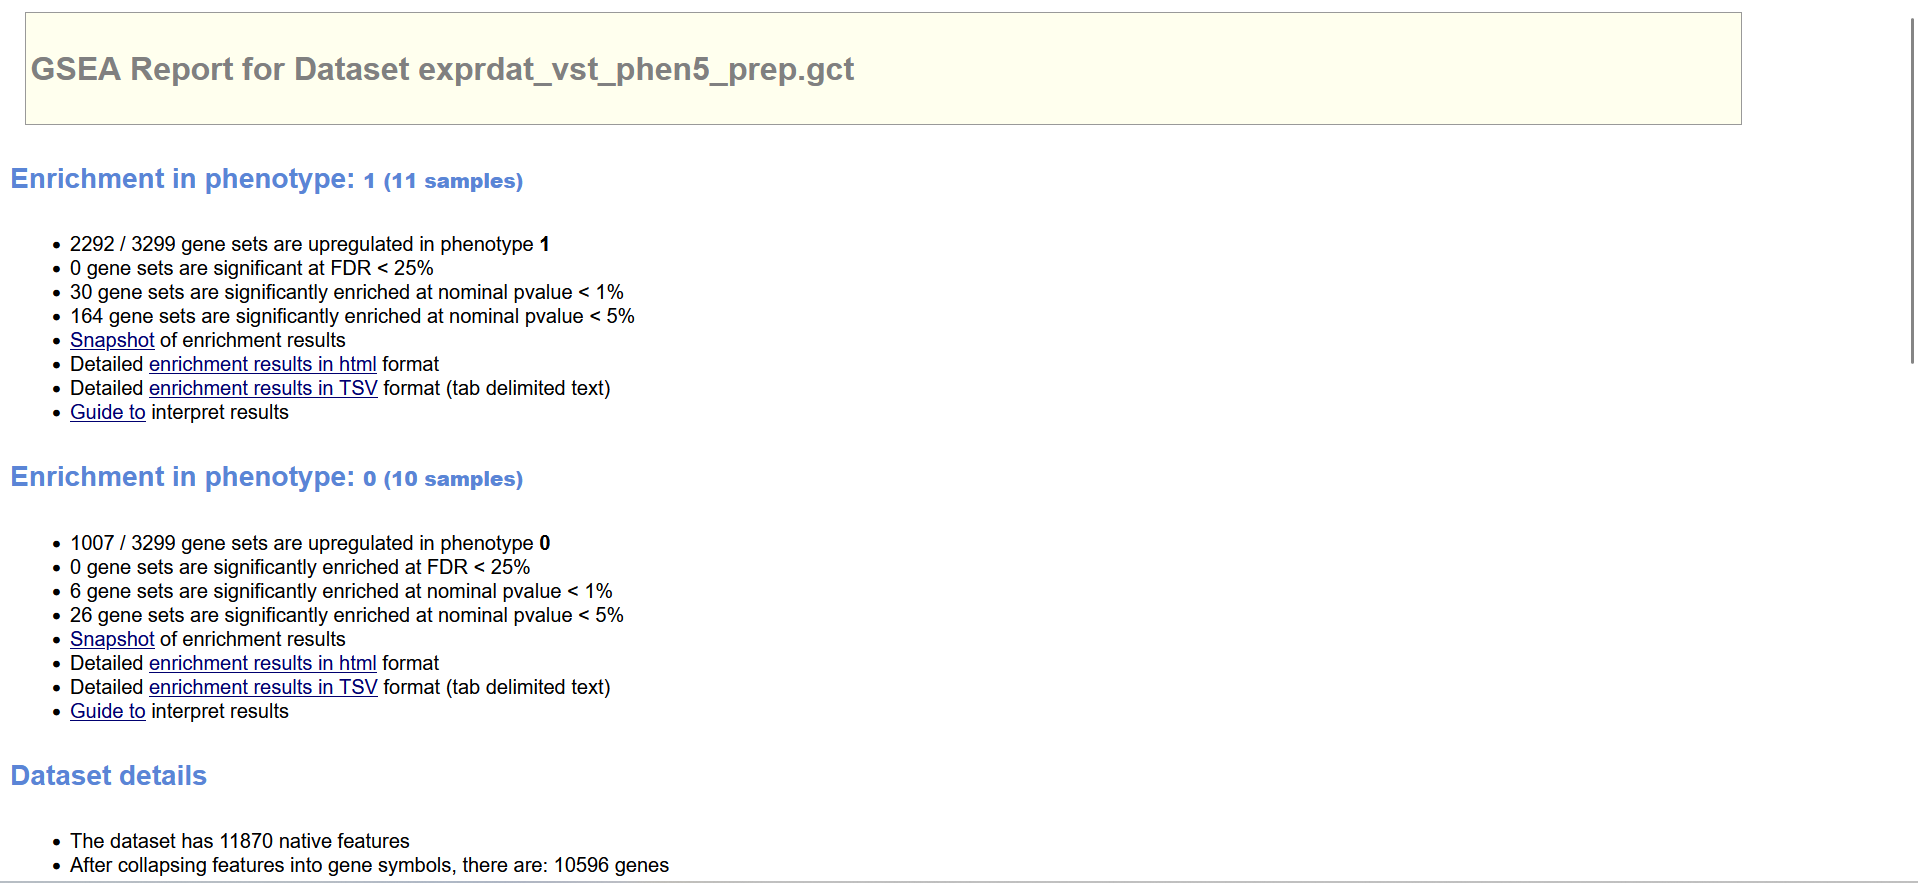 GSEA Report for Dataset exprdat_vst_phen5_prep.gct
Enrichment in phenotype: 1 (11 samples)
2292 / 3299 gene sets are upregulated in phenotype 1
0 gene sets are significant at FDR < 25%
30 gene sets are significantly enriched at nominal pvalue < 1%
164 gene sets are significantly enriched at nominal pvalue < 5%
Snapshot of enrichment results
Detailed enrichment results in html format
Detailed enrichment results in TSV format (tab delimited text)
Guide to interpret results
Enrichment in phenotype: 0 (10 samples)
1007 / 3299 gene sets are upregulated in phenotype 0
0 gene sets are significantly enriched at FDR < 25%
6 gene sets are significantly enriched at nominal pvalue < 1%
26 gene sets are significantly enriched at nominal pvalue < 5%
Snapshot of enrichment results
Detailed enrichment results in html format
Detailed enrichment results in TSV format (tab delimited text)
Guide to interpret results
Dataset details
The dataset has 11870 native features
After collapsing features into gene symbols, there are: 10596 genes